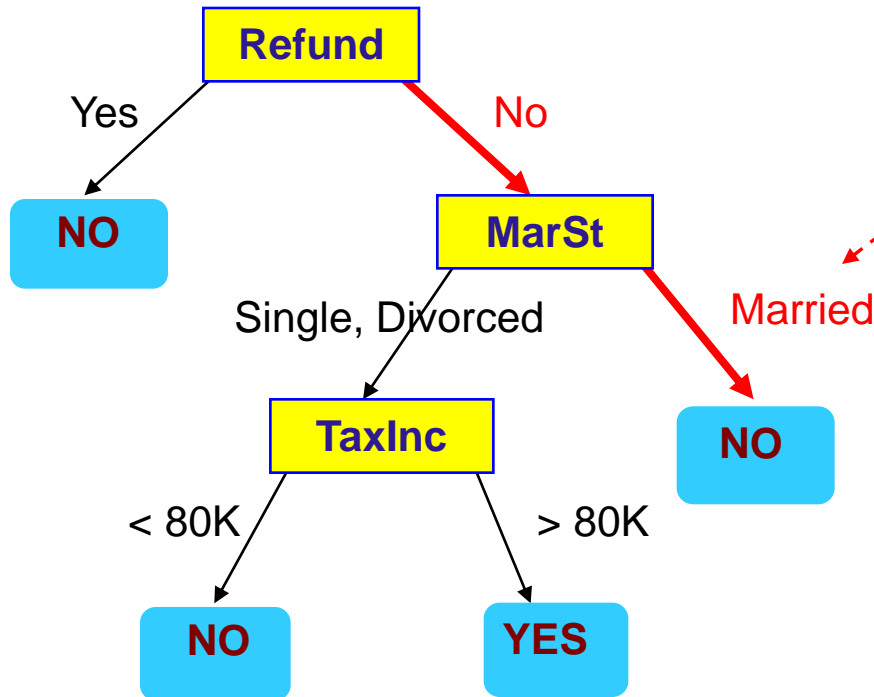 Refund
Yes
No
NO
MarSt
Single, Divorced
Married
TaxInc
NO
< 80K
> 80K
NO
YES